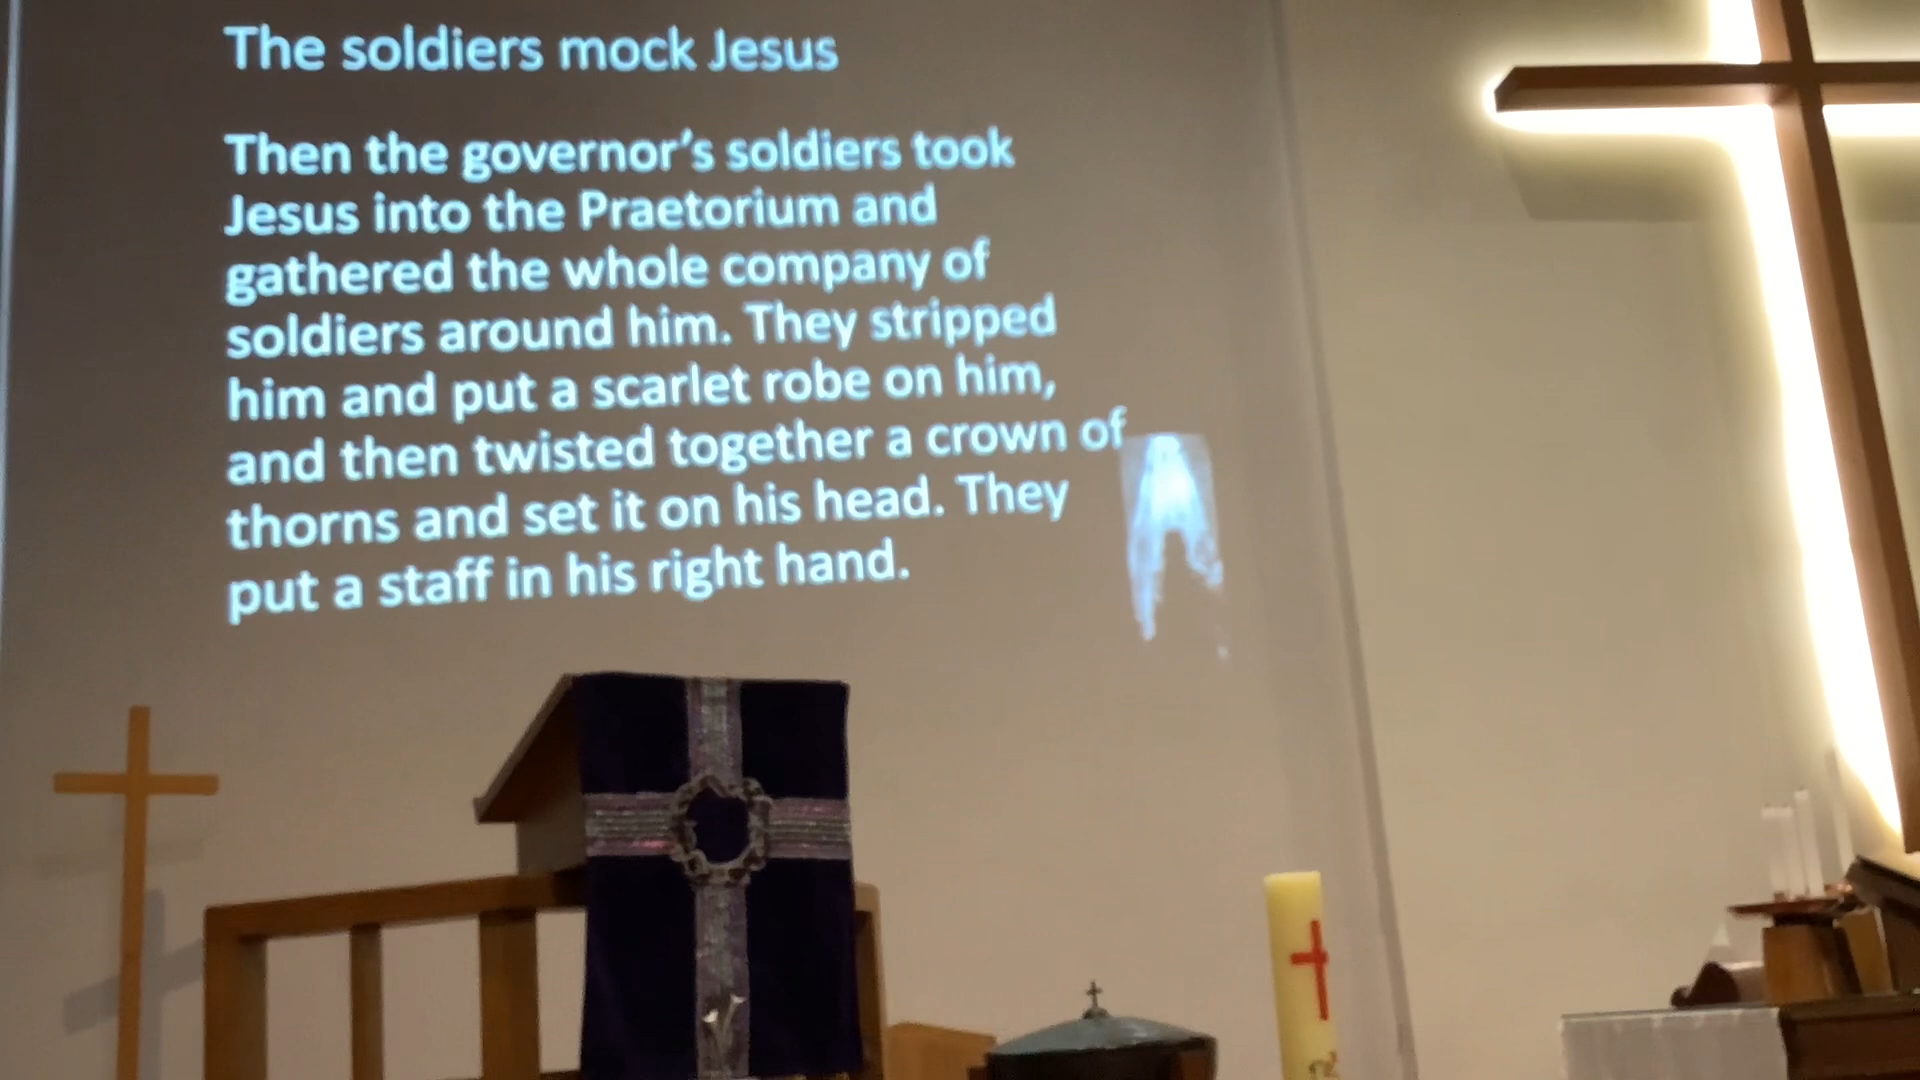 The soldiers mock Jesus
Then the governor's soldiers took
Jesus into the Praetorium and
gathered the whole company of
soldiers around him. They stripped
him and put a scarlet robe on him,
and then twisted together a crown of
thorns and set it on his head. They
put a staff in his right hand.